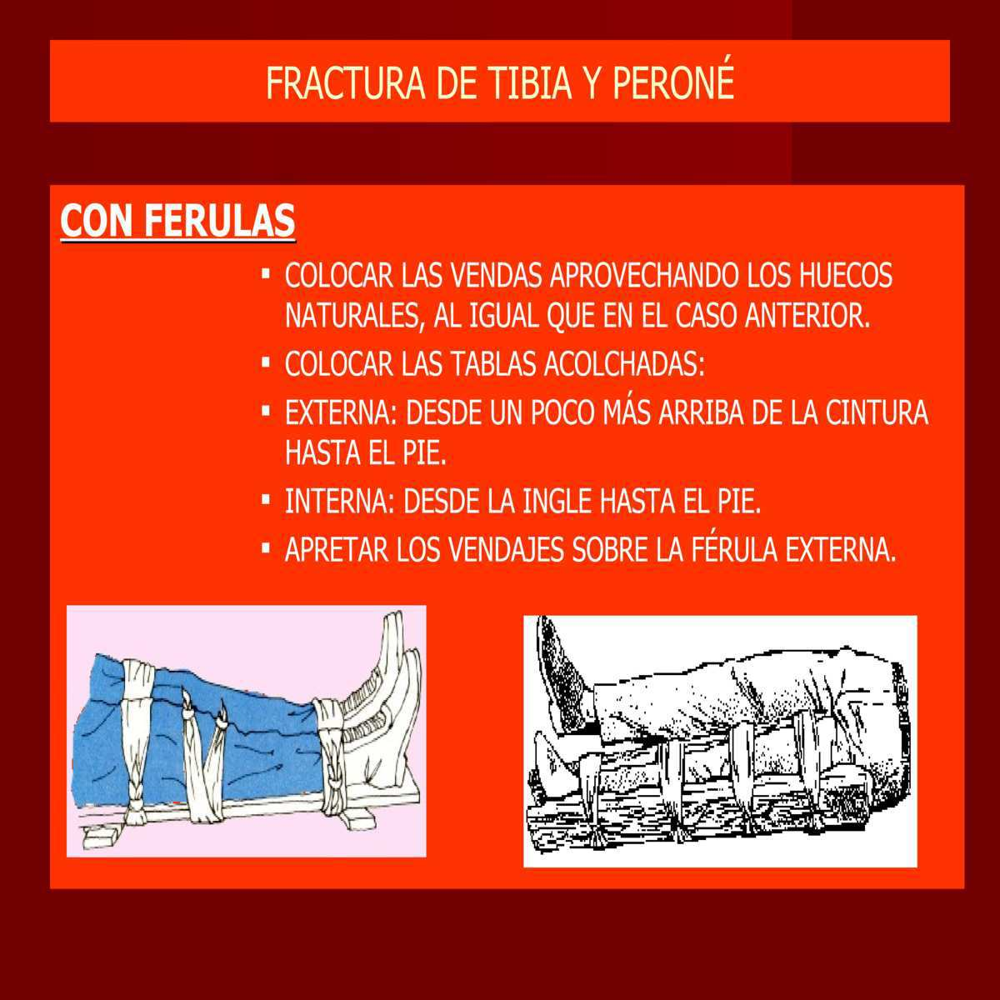 FRACTURA DE TIBIA Y PERONÉ
CON FERULAS
▪ COLOCAR LAS VENDAS APROVECHANDO LOS HUECOS
NATURALES, AL IGUAL QUE EN EL CASO ANTERIOR.
▪ COLOCAR LAS TABLAS ACOLCHADAS:
▪ EXTERNA: DESDE UN POCO MÁS ARRIBA DE LA CINTURA
HASTA EL PIE.
▪ INTERNA: DESDE LA INGLE HASTA EL PIE.
▪ APRETAR LOS VENDAJES SOBRE LA FÉRULA EXTERNA.